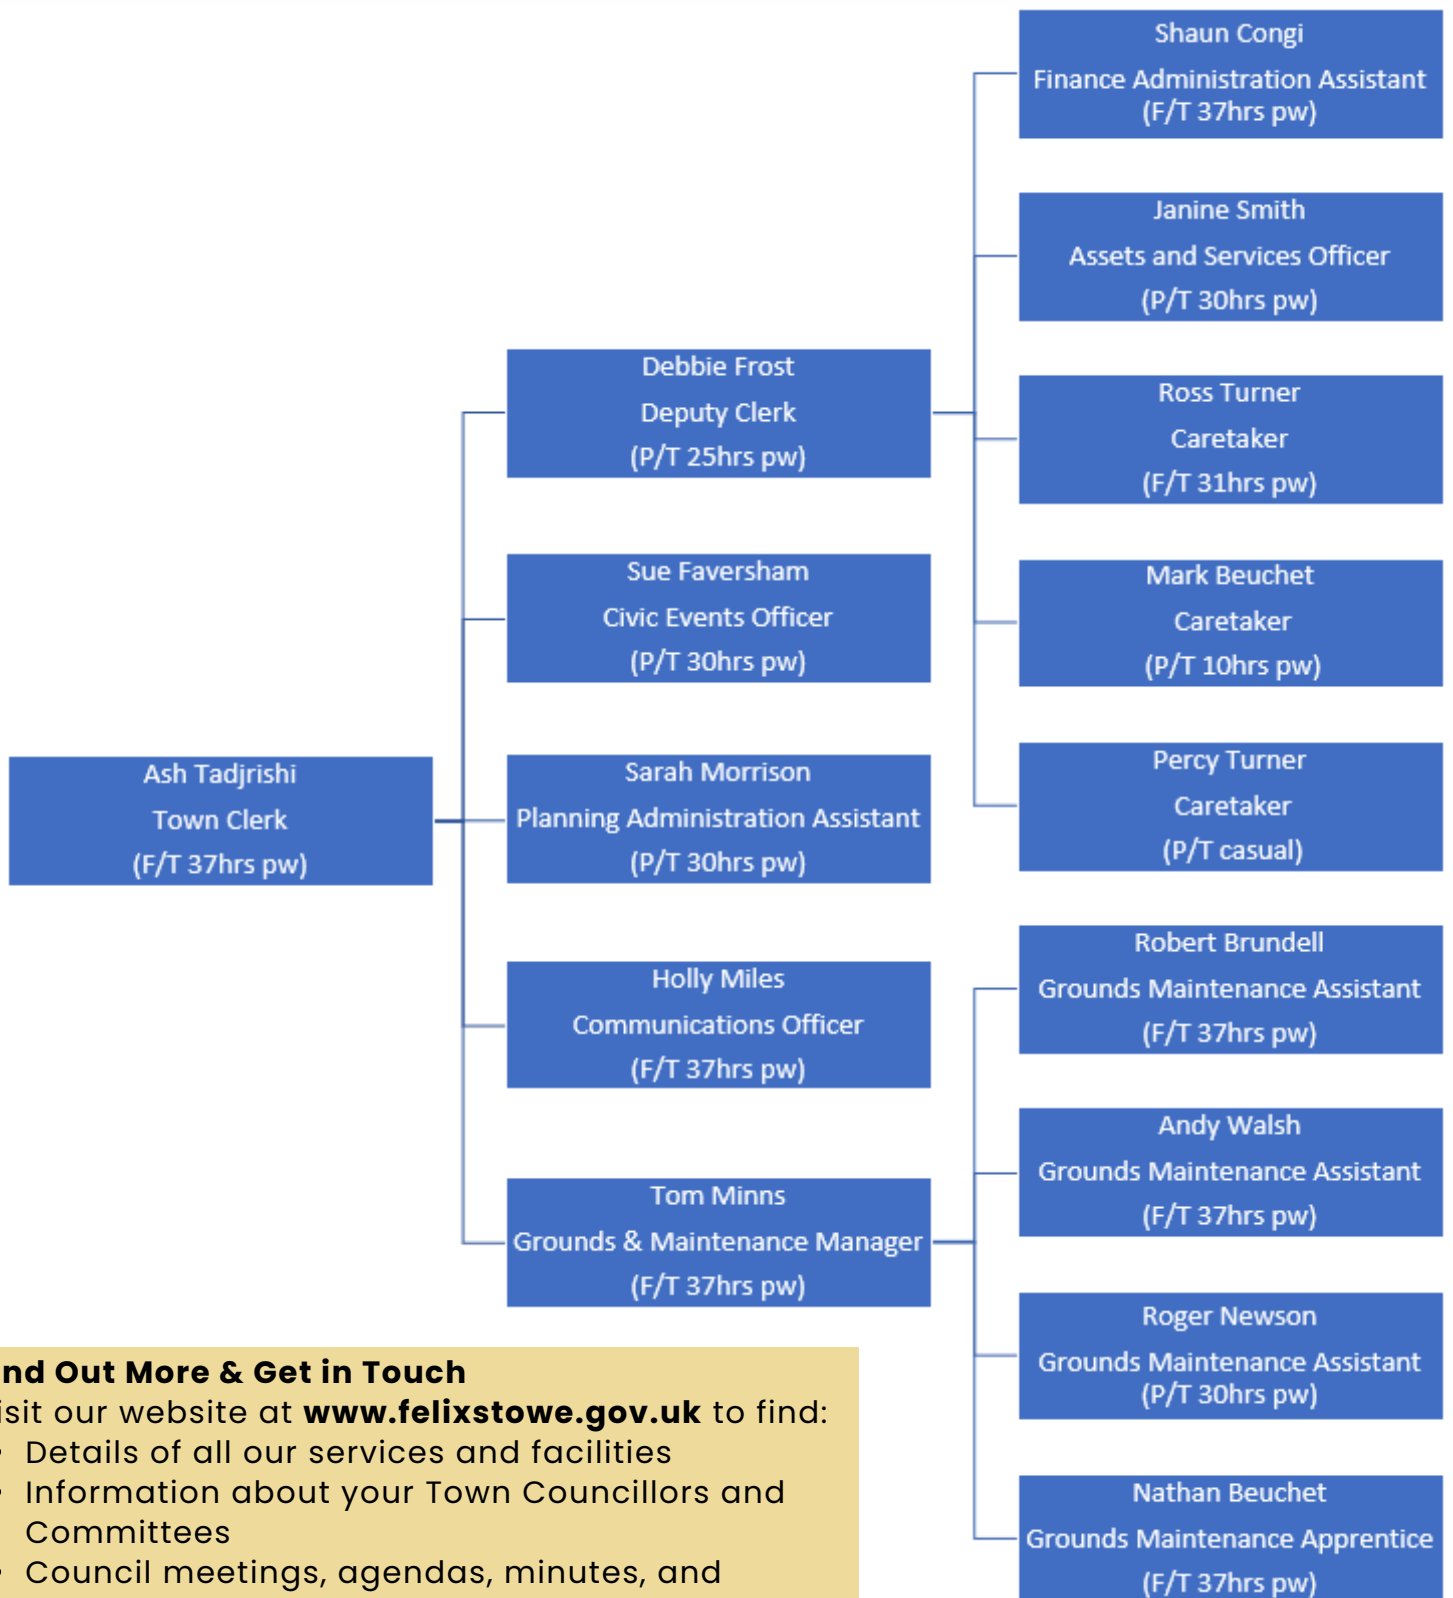 Shaun Congi
Finance Administration Assistant
(F/T 37hrs pw)
Janine Smith
Assets and Services Officer
(P/T 30hrs pw)
Debbie Frost
Deputy Clerk
(P/T 25hrs pw)
Ross Turner
Caretaker
(F/T 31hrs pw)
Sue Faversham
Civic Events Officer
(P/T 30hrs pw)
Mark Beuchet
Caretaker
(P/T 10hrs pw)
Ash Tadjrishi
Town Clerk
(F/T 37hrs pw)
Sarah Morrison
Planning Administration Assistant
(P/T 30hrs pw)
Percy Turner
Caretaker
(P/T casual)
Holly Miles
Communications Officer
(F/T 37hrs pw)
Robert Brundell
Grounds Maintenance Assistant
(F/T 37hrs pw)
Andy Walsh
Grounds Maintenance Assistant
(F/T 37hrs pw)
Tom Minns
Grounds & Maintenance Manager
(F/T 37hrs pw)
Roger Newson
Grounds Maintenance Assistant
(P/T 30hrs pw)
Nathan Beuchet
Grounds Maintenance Apprentice
(F/T 37hrs pw)
nd Out More & Get in Touch
isit our website at www.felixstowe.gov.uk to find:
• Details of all our services and facilities
• Information about your Town Councillors and
Committees
• Council meetings, agendas, minutes, and